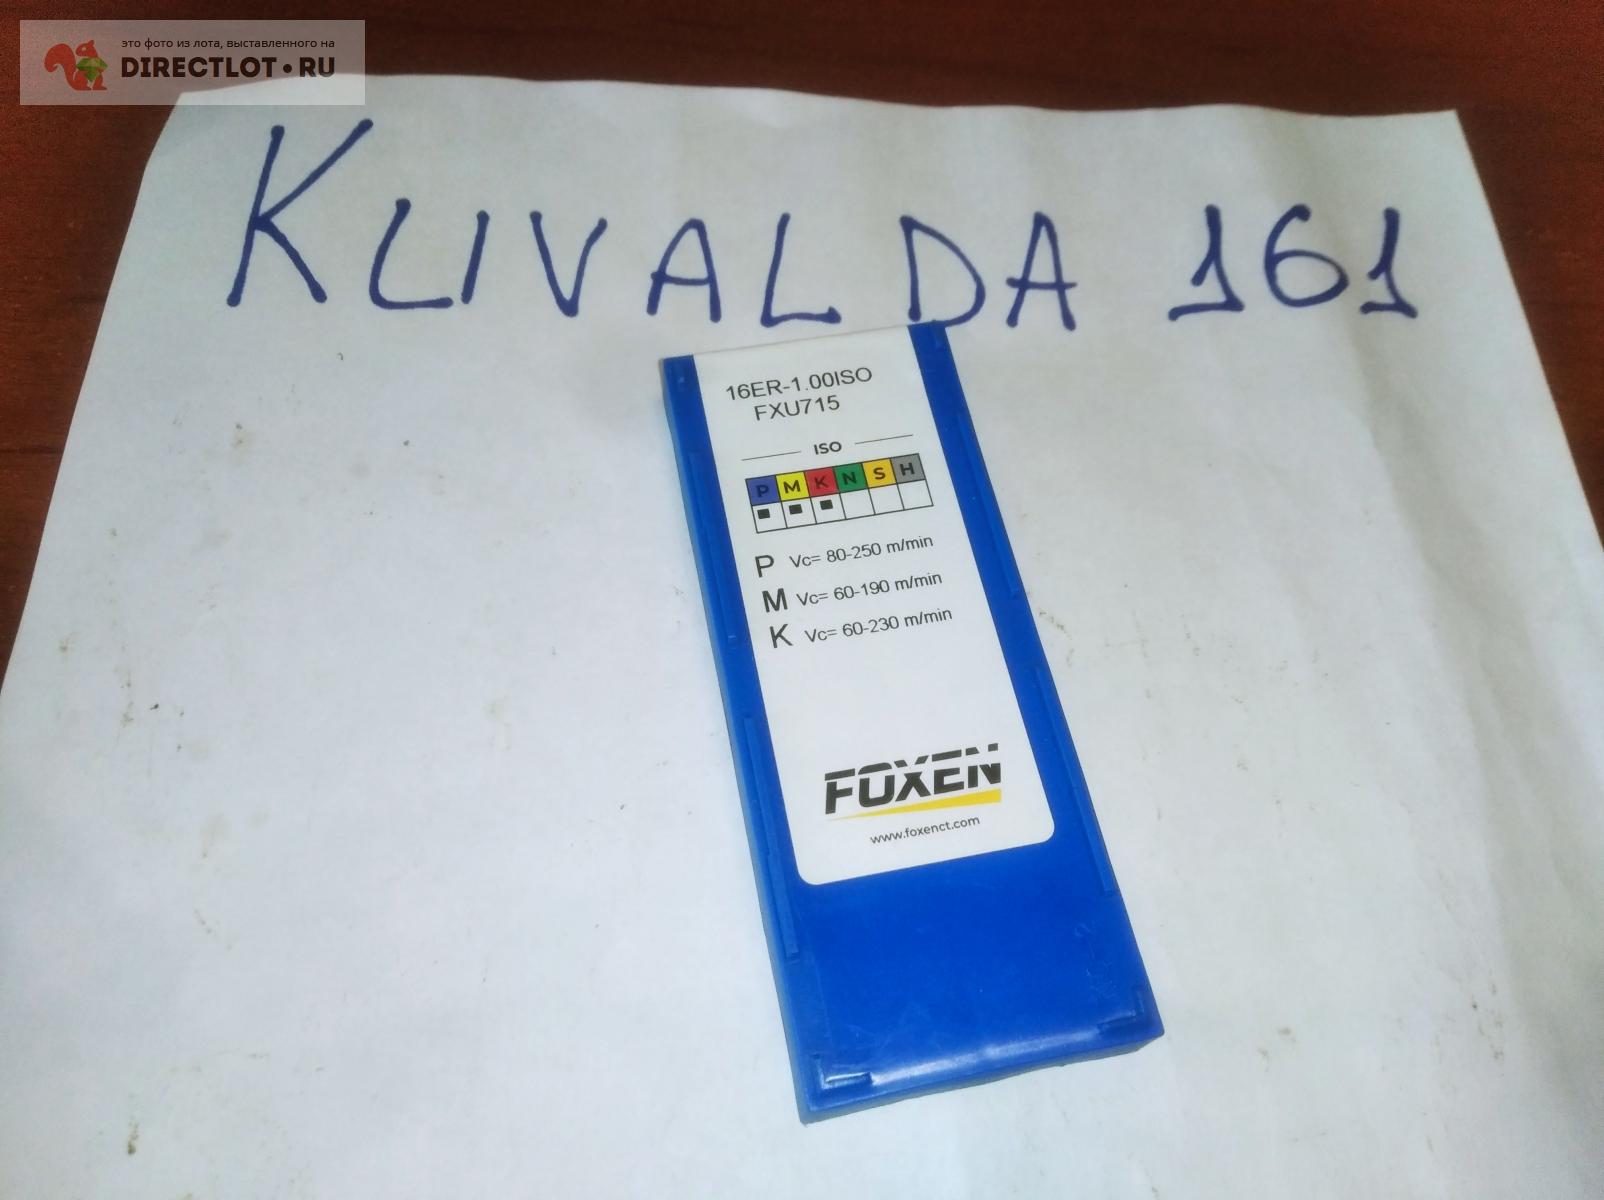 это фото из лота, выставленного на
DIRECTLOT•RU
KLIVALDA 161
16ER-1.00ISO
FXU715
ISO
P M K N S H
P Vc= 80-250 m/min
M Vc= 60-190 m/min
K Vc= 60-230 m/min
FOXEN
www.foxenct.com